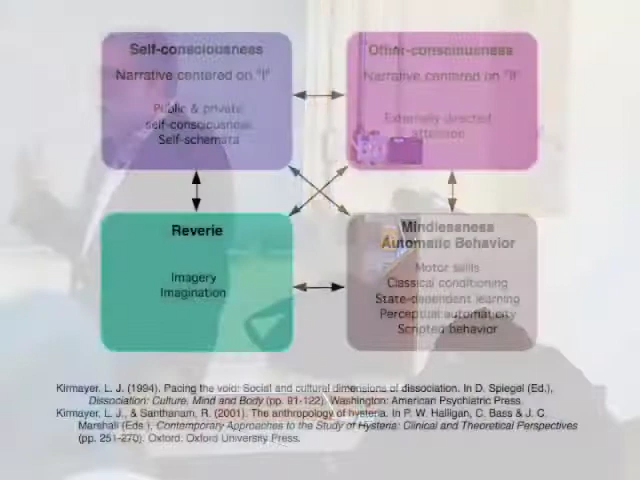 Self-consciousness
Narrative centered on "I"
Public & private
self-consciousness
Self-schemata
Other-consciousness
Narrative centered on "I"
Externally directed
attention
Reverie
Imagery
Imagination
Mindlessness
Automatic Behavior
Motor skills
Classical conditioning
State-dependent learning
Perceptual automaticity
Scripted behavior
Kirmayer, L. J. (1994). Pacing the void: Social and cultural dimensions of dissociation. In D. Spiegel (Ed.),
Dissociation: Culture, Mind and Body (pp. 91-122). Washington: American Psychiatric Press.
Kirmayer, L. J., & Santhanam, R. (2001). The anthropology of hysteria. In P. W. Halligan, C. Bass & J. C.
Marshall (Eds.), Contemporary Approaches to the Study of Hysteria: Clinical and Theoretical Perspectives
(pp. 251-270). Oxford: Oxford University Press.